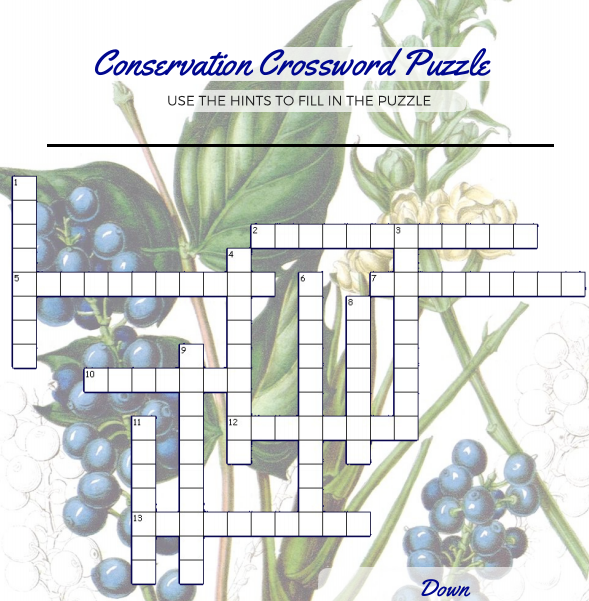 Conservation Crossword Puzzle
USE THE HINTS TO FILL IN THE PUZZLE
1
2 3
4
5 6 7
8
9
10
11 12
13
Down